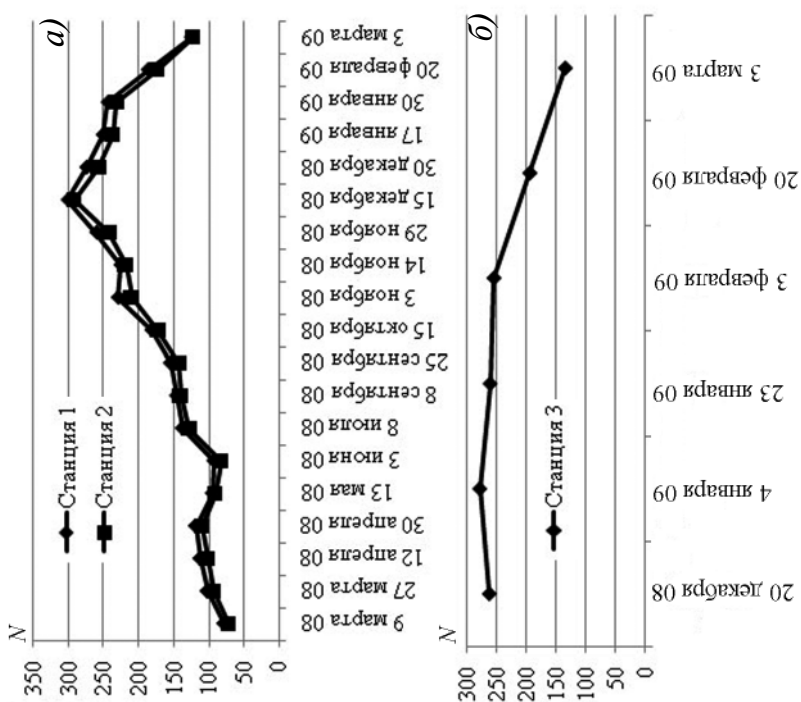 а)
N
350
300
250
200
150
100
50
0
Станция 1
Станция 2
9 марта 08
27 марта 08
12 апреля 08
30 апреля 08
13 мая 08
3 июня 08
8 июля 08
8 сентября 08
25 сентября 08
15 октября 08
3 ноября 08
14 ноября 08
29 ноября 08
15 декабря 08
30 декабря 08
17 января 09
30 января 09
20 февраля 09
3 марта 09
б)
N
300
250
200
150
100
50
0
Станция 3
20 декабря 08
4 января 09
23 января 09
3 февраля 09
20 февраля 09
3 марта 09